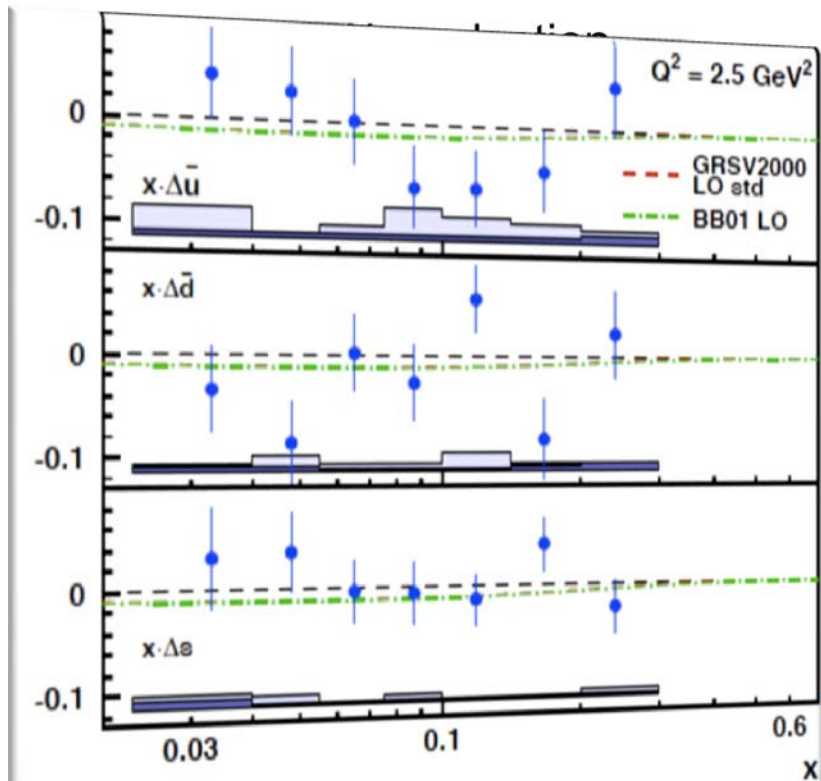 Q² = 2.5 GeV²
0
x·Δū
GRSV2000
LO std
-0.1
BB01 LO
x·Δd̄
0
-0.1
0
x·Δs
-0.1
0.03
0.1
0.6
x